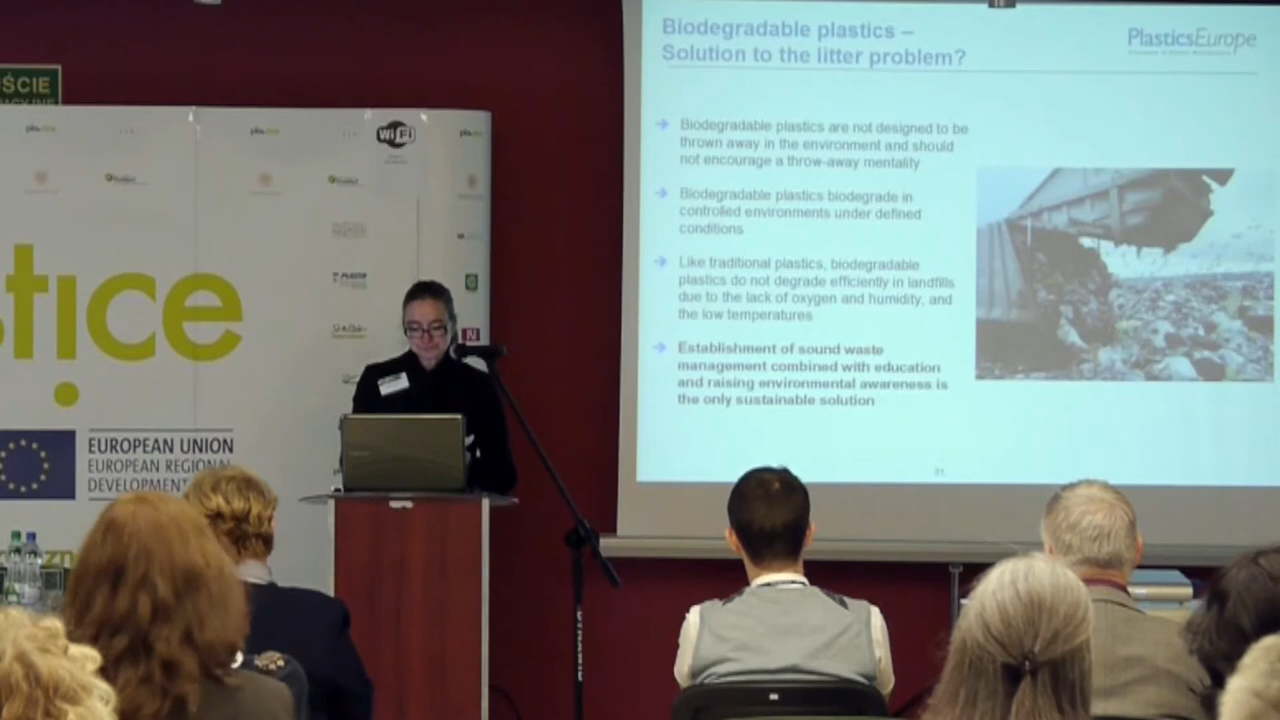 Biodegradable plastics –
Solution to the litter problem?
PlasticsEurope
Biodegradable plastics are not designed to be
thrown away in the environment and should
not encourage a throw-away mentality
Biodegradable plastics biodegrade in
controlled environments under defined
conditions
Like traditional plastics, biodegradable
plastics do not degrade efficiently in landfills
due to the lack of oxygen and humidity, and
the low temperatures
Establishment of sound waste
management combined with education
and raising environmental awareness is
the only sustainable solution
ŚCIE
WiFi
stice
EUROPEAN UNION
EUROPEAN REGIONAL
DEVELOPMENT